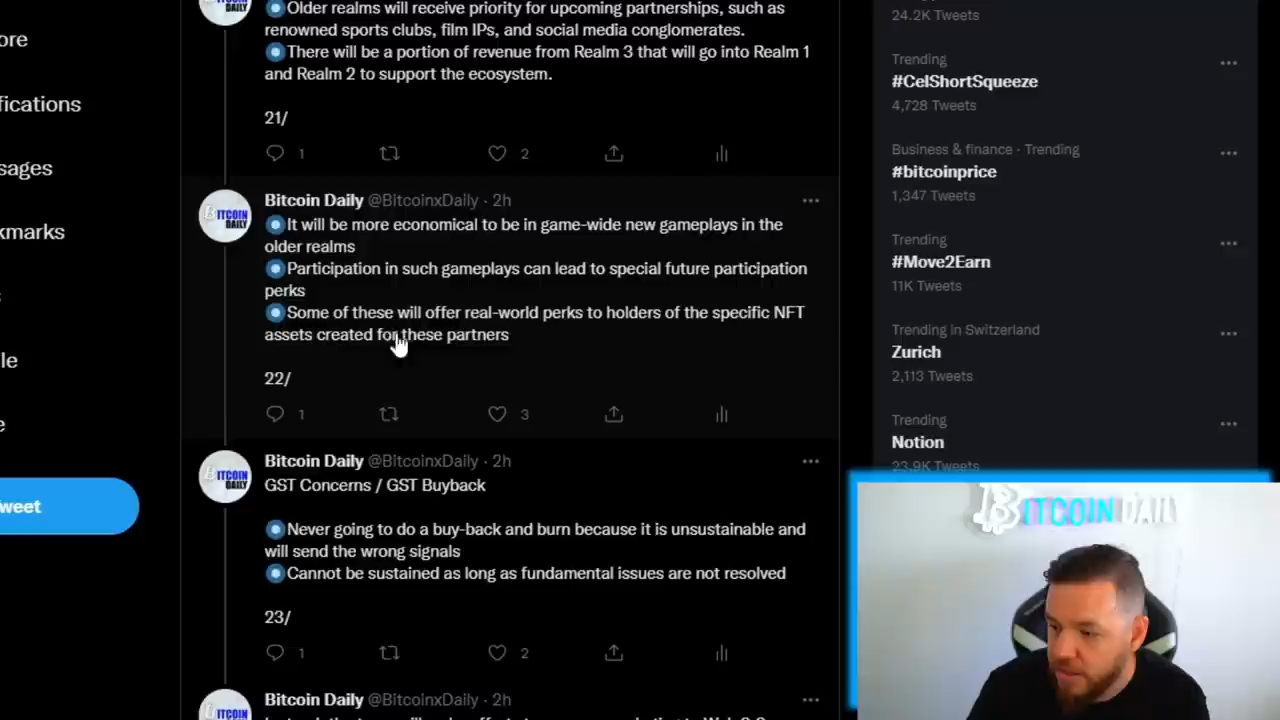 ore
fications
sages
kmarks
le
e
weet
Older realms will receive priority for upcoming partnerships, such as
renowned sports clubs, film IPs, and social media conglomerates.
There will be a portion of revenue from Realm 3 that will go into Realm 1
and Realm 2 to support the ecosystem.
21/
1
2
Bitcoin Daily @BitcoinxDaily · 2h
It will be more economical to be in game-wide new gameplays in the
older realms
Participation in such gameplays can lead to special future participation
perks
Some of these will offer real-world perks to holders of the specific NFT
assets created for these partners
22/
1
3
Bitcoin Daily @BitcoinxDaily · 2h
GST Concerns / GST Buyback
Never going to do a buy-back and burn because it is unsustainable and
will send the wrong signals
Cannot be sustained as long as fundamental issues are not resolved
23/
1
2
Bitcoin Daily @BitcoinxDaily · 2h
24.2K Tweets
Trending
#CelShortSqueeze
4,728 Tweets
Business & finance · Trending
#bitcoinprice
1,347 Tweets
Trending
#Move2Earn
11K Tweets
Trending in Switzerland
Zurich
2,113 Tweets
Trending
Notion
23.9K Tweets
BITCOIN DAILY